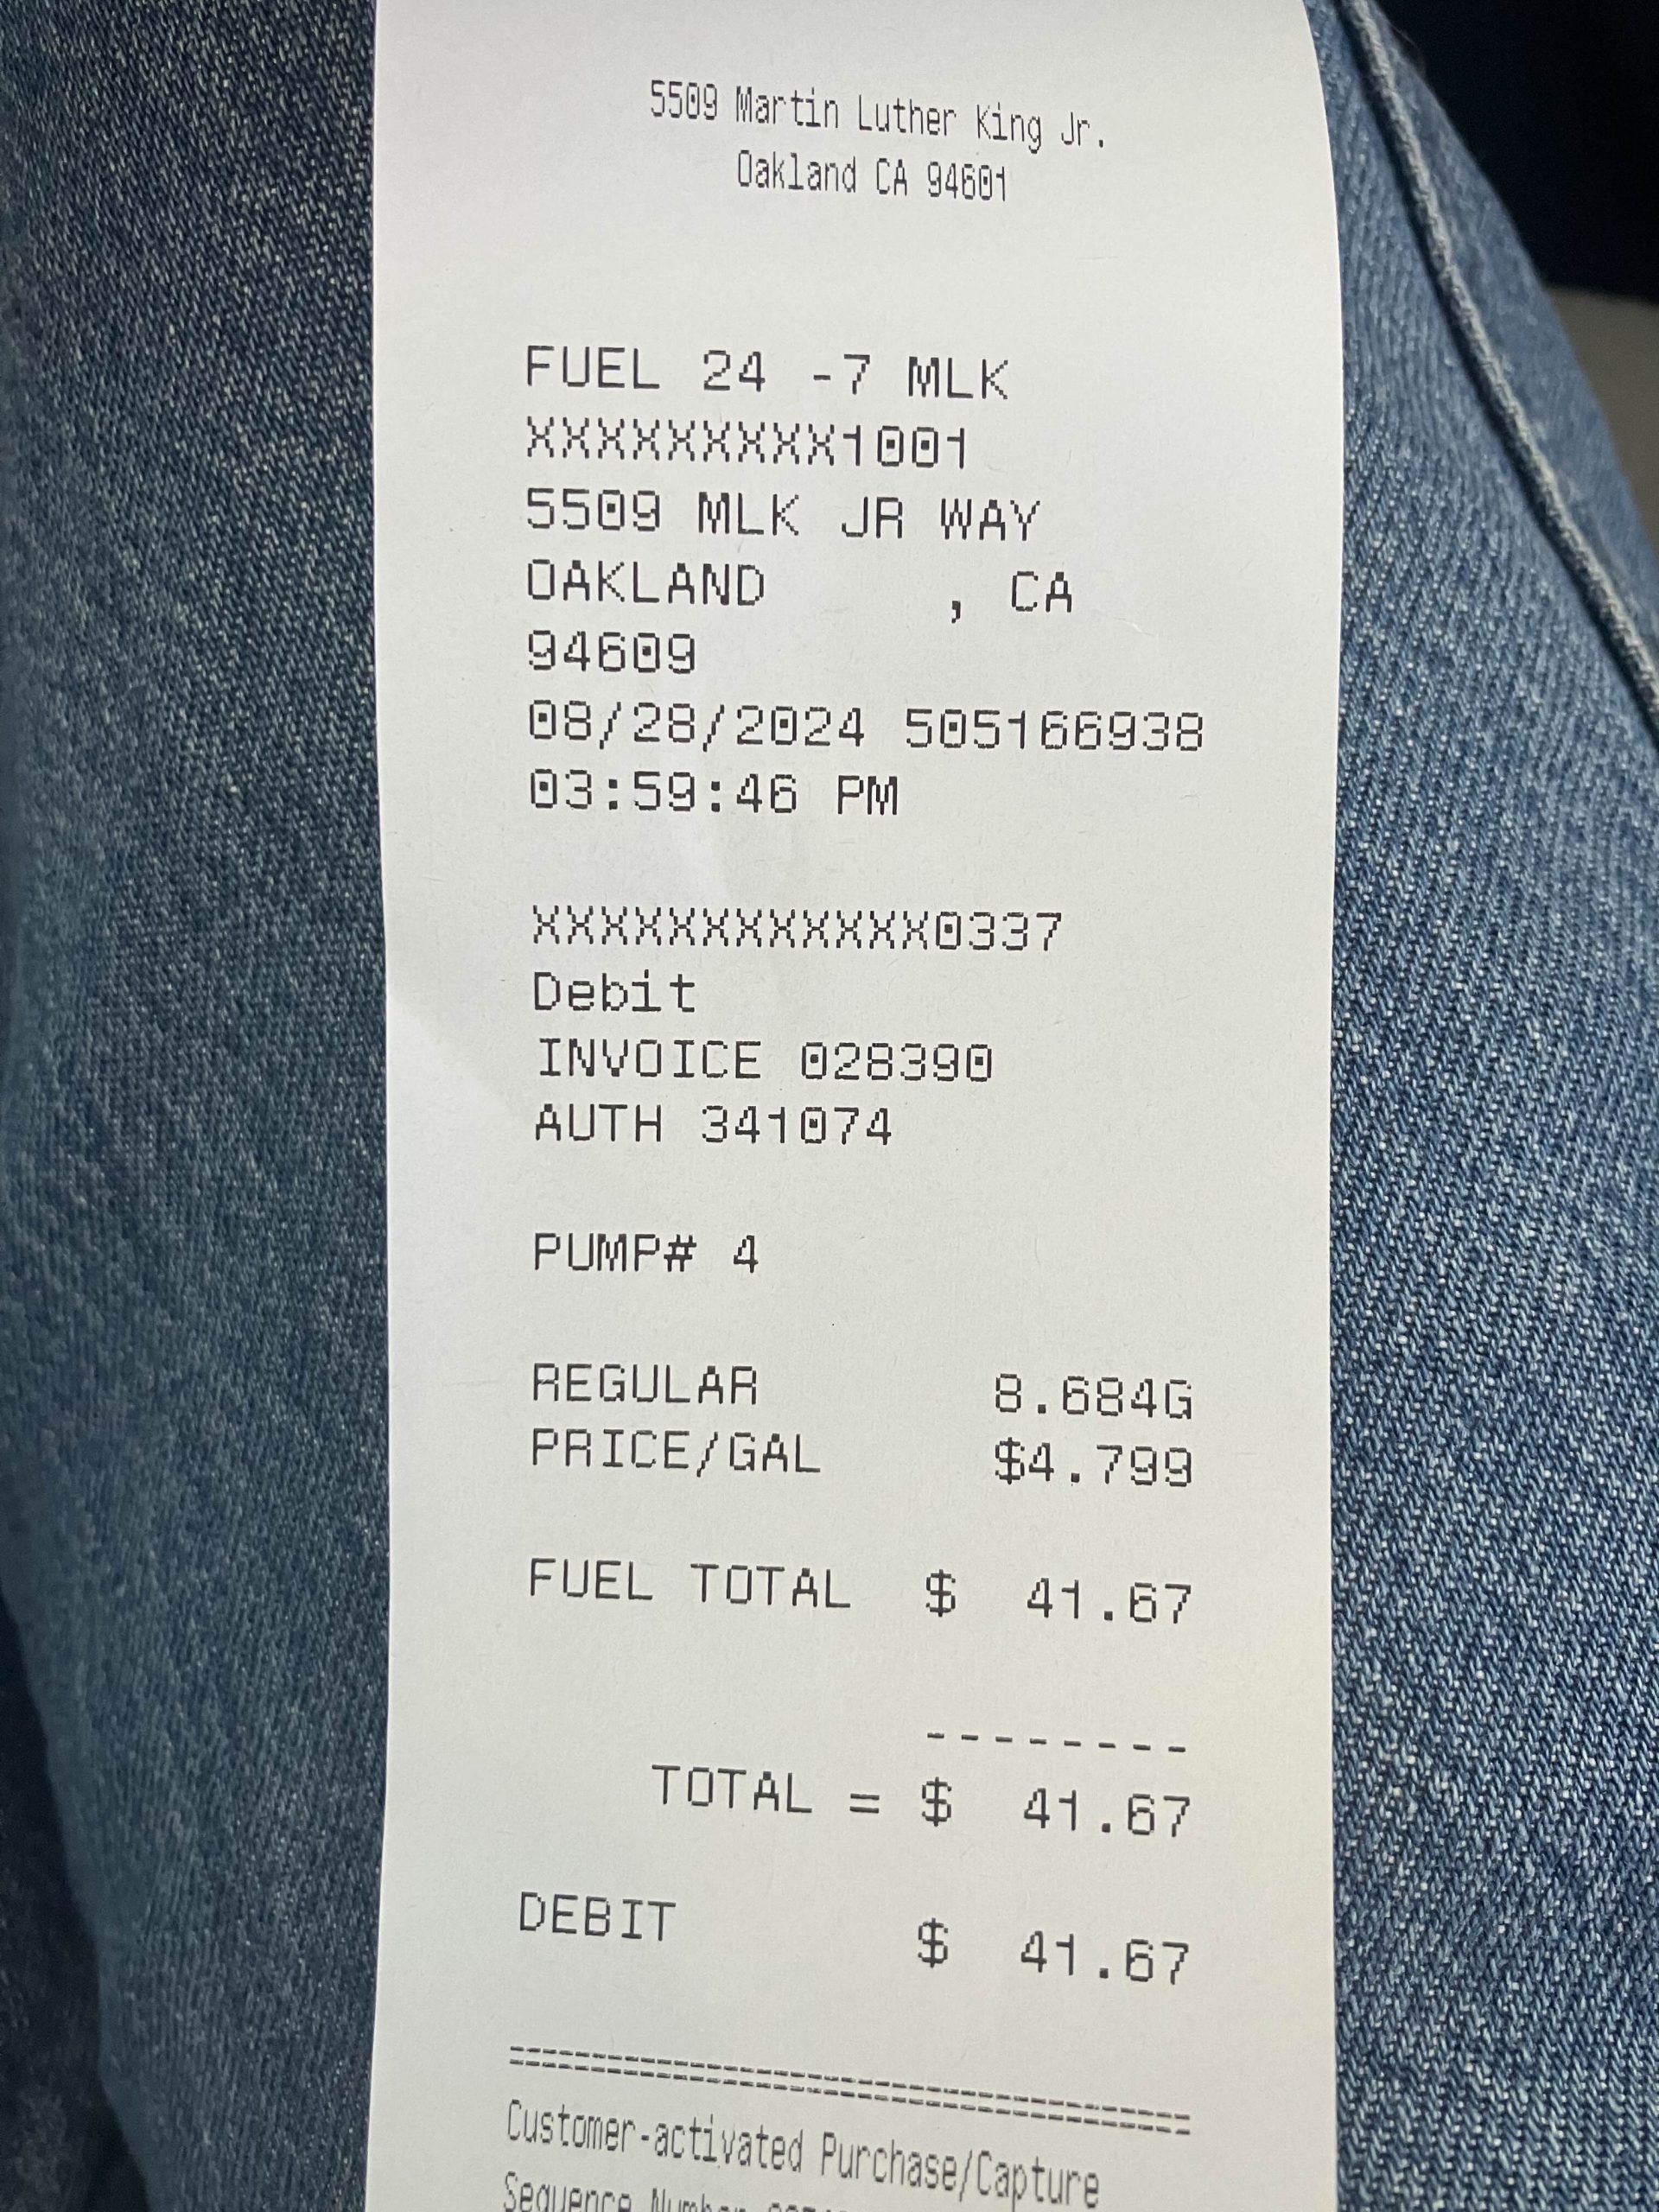 5509 Martin Luther King Jr.
Oakland CA 94601
FUEL 24 -7 MLK
XXXXXXXXX1001
5509 MLK JR WAY
OAKLAND , CA
94609
08/28/2024 505166938
03:59:46 PM
XXXXXXXXXXXX0337
Debit
INVOICE 028390
AUTH 341074
PUMP# 4
REGULAR 8.684G
PRICE/GAL $4.799
FUEL TOTAL $ 41.67
--------
TOTAL = $ 41.67
DEBIT $ 41.67
Customer-activated Purchase/Capture
Sequence Number